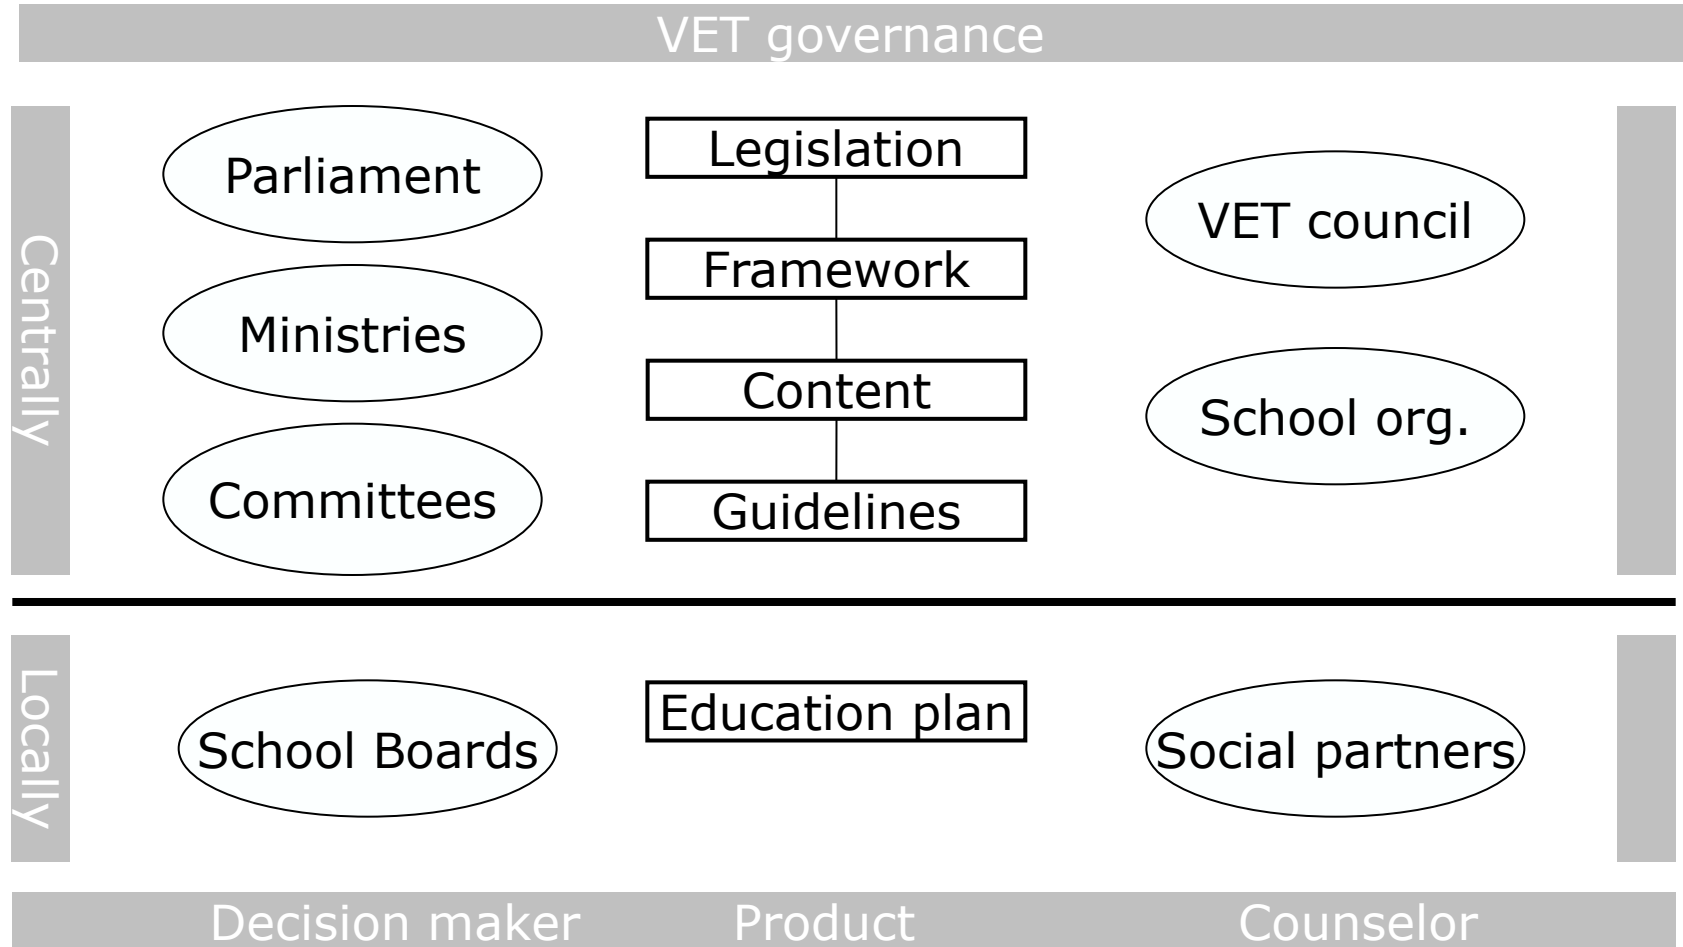 VET governance
Centrally
Parliament
Ministries
Committees
Legislation
Framework
Content
Guidelines
VET council
School org.
Locally
School Boards
Education plan
Social partners
Decision maker
Product
Counselor